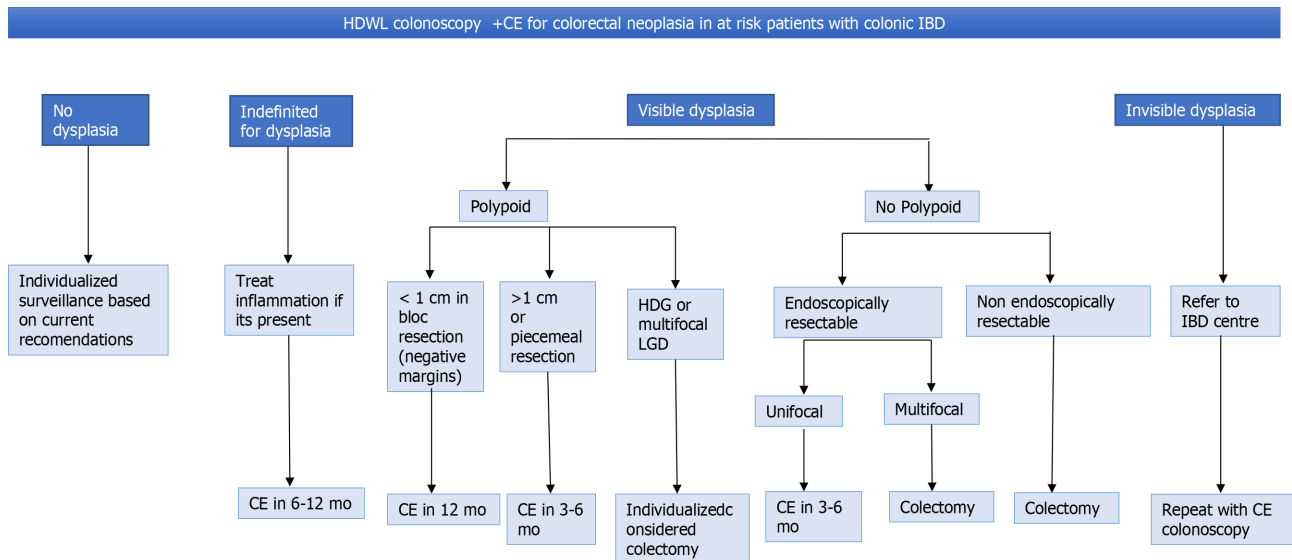 HDWL colonoscopy +CE for colorectal neoplasia in at risk patients with colonic IBD
No
dysplasia
Indefinited
for dysplasia
Visible dysplasia
Invisible dysplasia
Polypoid
No Polypoid
Individualized
surveillance based
on current
recomendations
Treat
inflammation if
its present
< 1 cm in
bloc
resection
(negative
margins)
>1 cm
or
piecemeal
resection
HDG or
multifocal
LGD
Endoscopically
resectable
Non endoscopically
resectable
Refer to
IBD centre
Unifocal
Multifocal
CE in 6-12 mo
CE in 12 mo
CE in 3-6
mo
Individualizedc
onsidered
colectomy
CE in 3-6
mo
Colectomy
Colectomy
Repeat with CE
colonoscopy